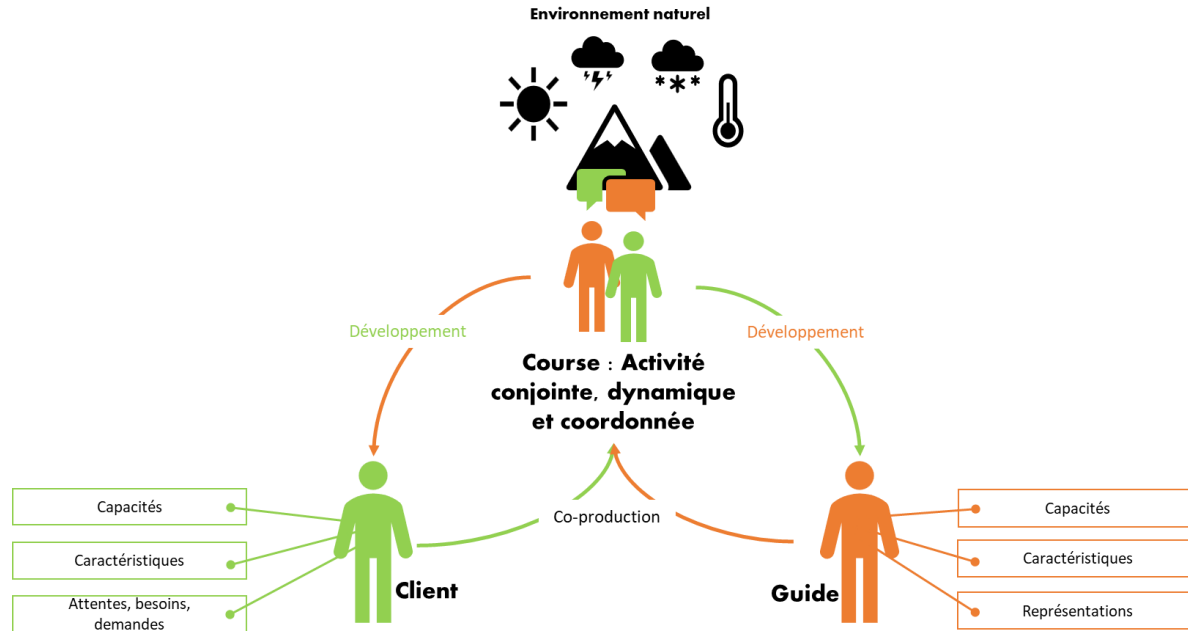 Environnement naturel
Développement
Développement
Course : Activité
conjointe, dynamique
et coordonnée
Co-production
Capacités
Caractéristiques
Attentes, besoins,
demandes
Client
Guide
Capacités
Caractéristiques
Représentations